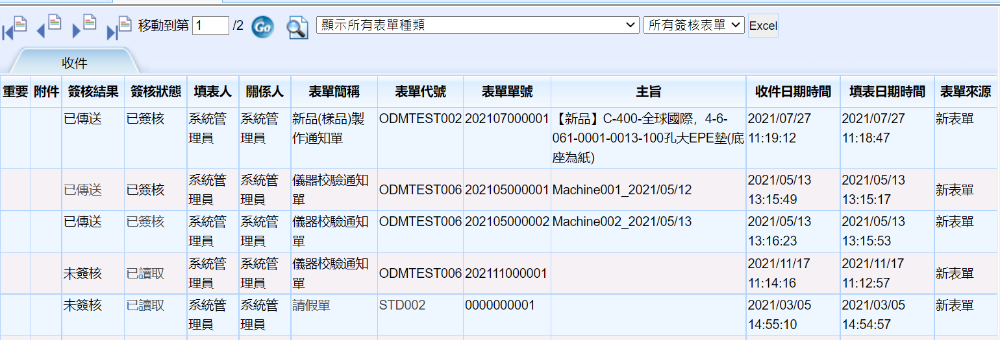 移動到第 1 /2 Go 顯示所有表單種類 所有簽核表單 Excel
收件
重要 附件 簽核結果 簽核狀態 填表人 關係人 表單簡稱 表單代號 表單單號 主旨 收件日期時間 填表日期時間 表單來源
已傳送 已簽核 系統管 系統管 新品(樣品)製 ODMTEST002 202107000001 【新品】C-400-全球國際，4-6- 2021/07/27 2021/07/27 新表單
理員 理員 作通知單 061-0001-0013-100孔大EPE墊(底 11:19:12 11:18:47
座為紙)
系統管 系統管 儀器校驗通知 2021/05/13 2021/05/13
已傳送 已簽核 ODMTEST006 202105000001 Machine001_2021/05/12 新表單
理員 理員 單 13:15:49 13:15:17
已傳送 已簽核 系統管 系統管 儀器校驗通知 ODMTEST006 202105000002 Machine002_2021/05/13 2021/05/13 2021/05/13 新表單
理員 理員 單 13:16:23 13:15:53
系統管 系統管 儀器校驗通知 2021/11/17 2021/11/17
未簽核 已讀取 ODMTEST006 202111000001 新表單
理員 理員 單 11:14:16 11:12:57
未簽核 已讀取 系統管 系統管 請假單 STD002 0000000001 2021/03/05 2021/03/05 新表單
理員 理員 14:55:10 14:54:57